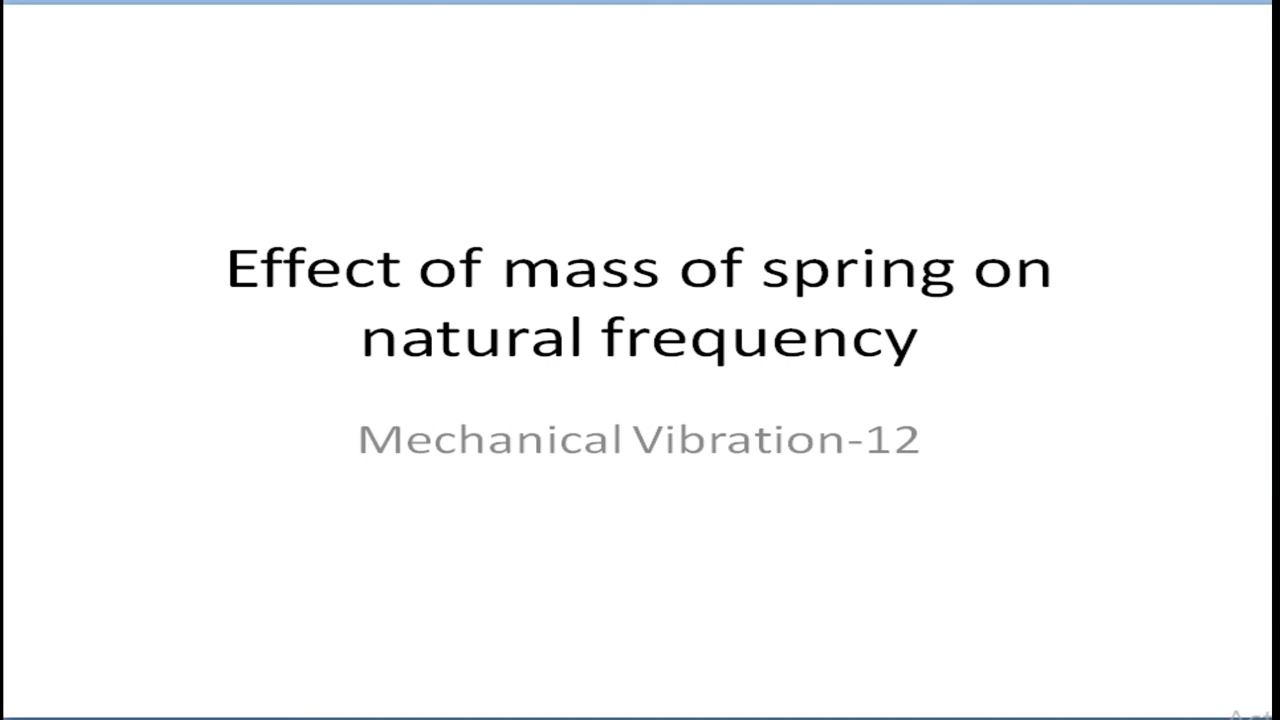 Effect of mass of spring on
natural frequency
Mechanical Vibration-12